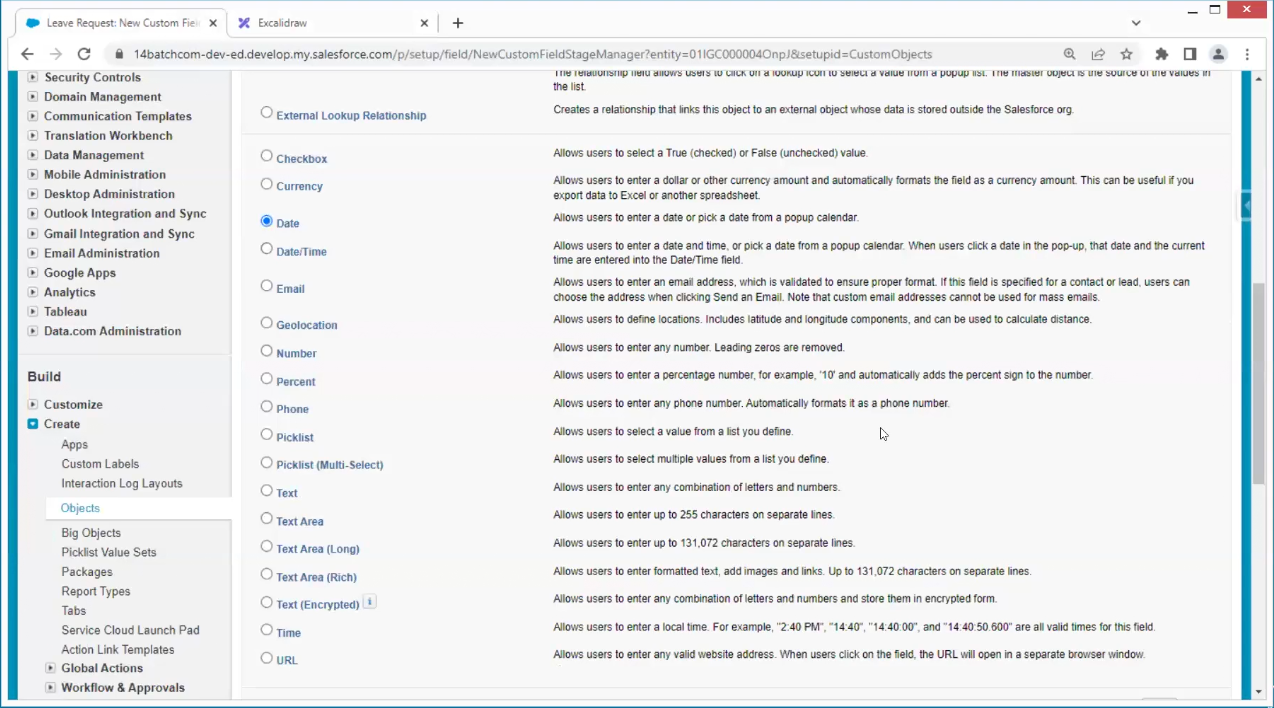 Leave Request: New Custom Fiel
Excalidraw
14batchcom-dev-ed.develop.my.salesforce.com/p/setup/field/NewCustomFieldStageManager?entity=01IGC000004OnpJ&setupid=CustomObjects
Security Controls
Domain Management
Communication Templates
Translation Workbench
Data Management
Mobile Administration
Desktop Administration
Outlook Integration and Sync
Gmail Integration and Sync
Email Administration
Google Apps
Analytics
Tableau
Data.com Administration
Build
Customize
Create
Apps
Custom Labels
Interaction Log Layouts
Objects
Big Objects
Picklist Value Sets
Packages
Report Types
Tabs
Service Cloud Launch Pad
Action Link Templates
Global Actions
Workflow & Approvals
The relationship field allows users to click on a lookup icon to select a value from a popup list. The master object is the source of the values in
the list.
External Lookup Relationship
Creates a relationship that links this object to an external object whose data is stored outside the Salesforce org.
Checkbox
Allows users to select a True (checked) or False (unchecked) value.
Currency
Allows users to enter a dollar or other currency amount and automatically formats the field as a currency amount. This can be useful if you
export data to Excel or another spreadsheet.
Date
Allows users to enter a date or pick a date from a popup calendar.
Date/Time
Allows users to enter a date and time, or pick a date from a popup calendar. When users click a date in the pop-up, that date and the current
time are entered into the Date/Time field.
Email
Allows users to enter an email address, which is validated to ensure proper format. If this field is specified for a contact or lead, users can
choose the address when clicking Send an Email. Note that custom email addresses cannot be used for mass emails.
Geolocation
Allows users to define locations. Includes latitude and longitude components, and can be used to calculate distance.
Number
Allows users to enter any number. Leading zeros are removed.
Percent
Allows users to enter a percentage number, for example, '10' and automatically adds the percent sign to the number.
Phone
Allows users to enter any phone number. Automatically formats it as a phone number.
Picklist
Allows users to select a value from a list you define.
Picklist (Multi-Select)
Allows users to select multiple values from a list you define.
Text
Allows users to enter any combination of letters and numbers.
Text Area
Allows users to enter up to 255 characters on separate lines.
Text Area (Long)
Allows users to enter up to 131,072 characters on separate lines.
Text Area (Rich)
Allows users to enter formatted text, add images and links. Up to 131,072 characters on separate lines.
Text (Encrypted) i
Allows users to enter any combination of letters and numbers and store them in encrypted form.
Time
Allows users to enter a local time. For example, "2:40 PM", "14:40", "14:40:00", and "14:40:50.600" are all valid times for this field.
URL
Allows users to enter any valid website address. When users click on the field, the URL will open in a separate browser window.